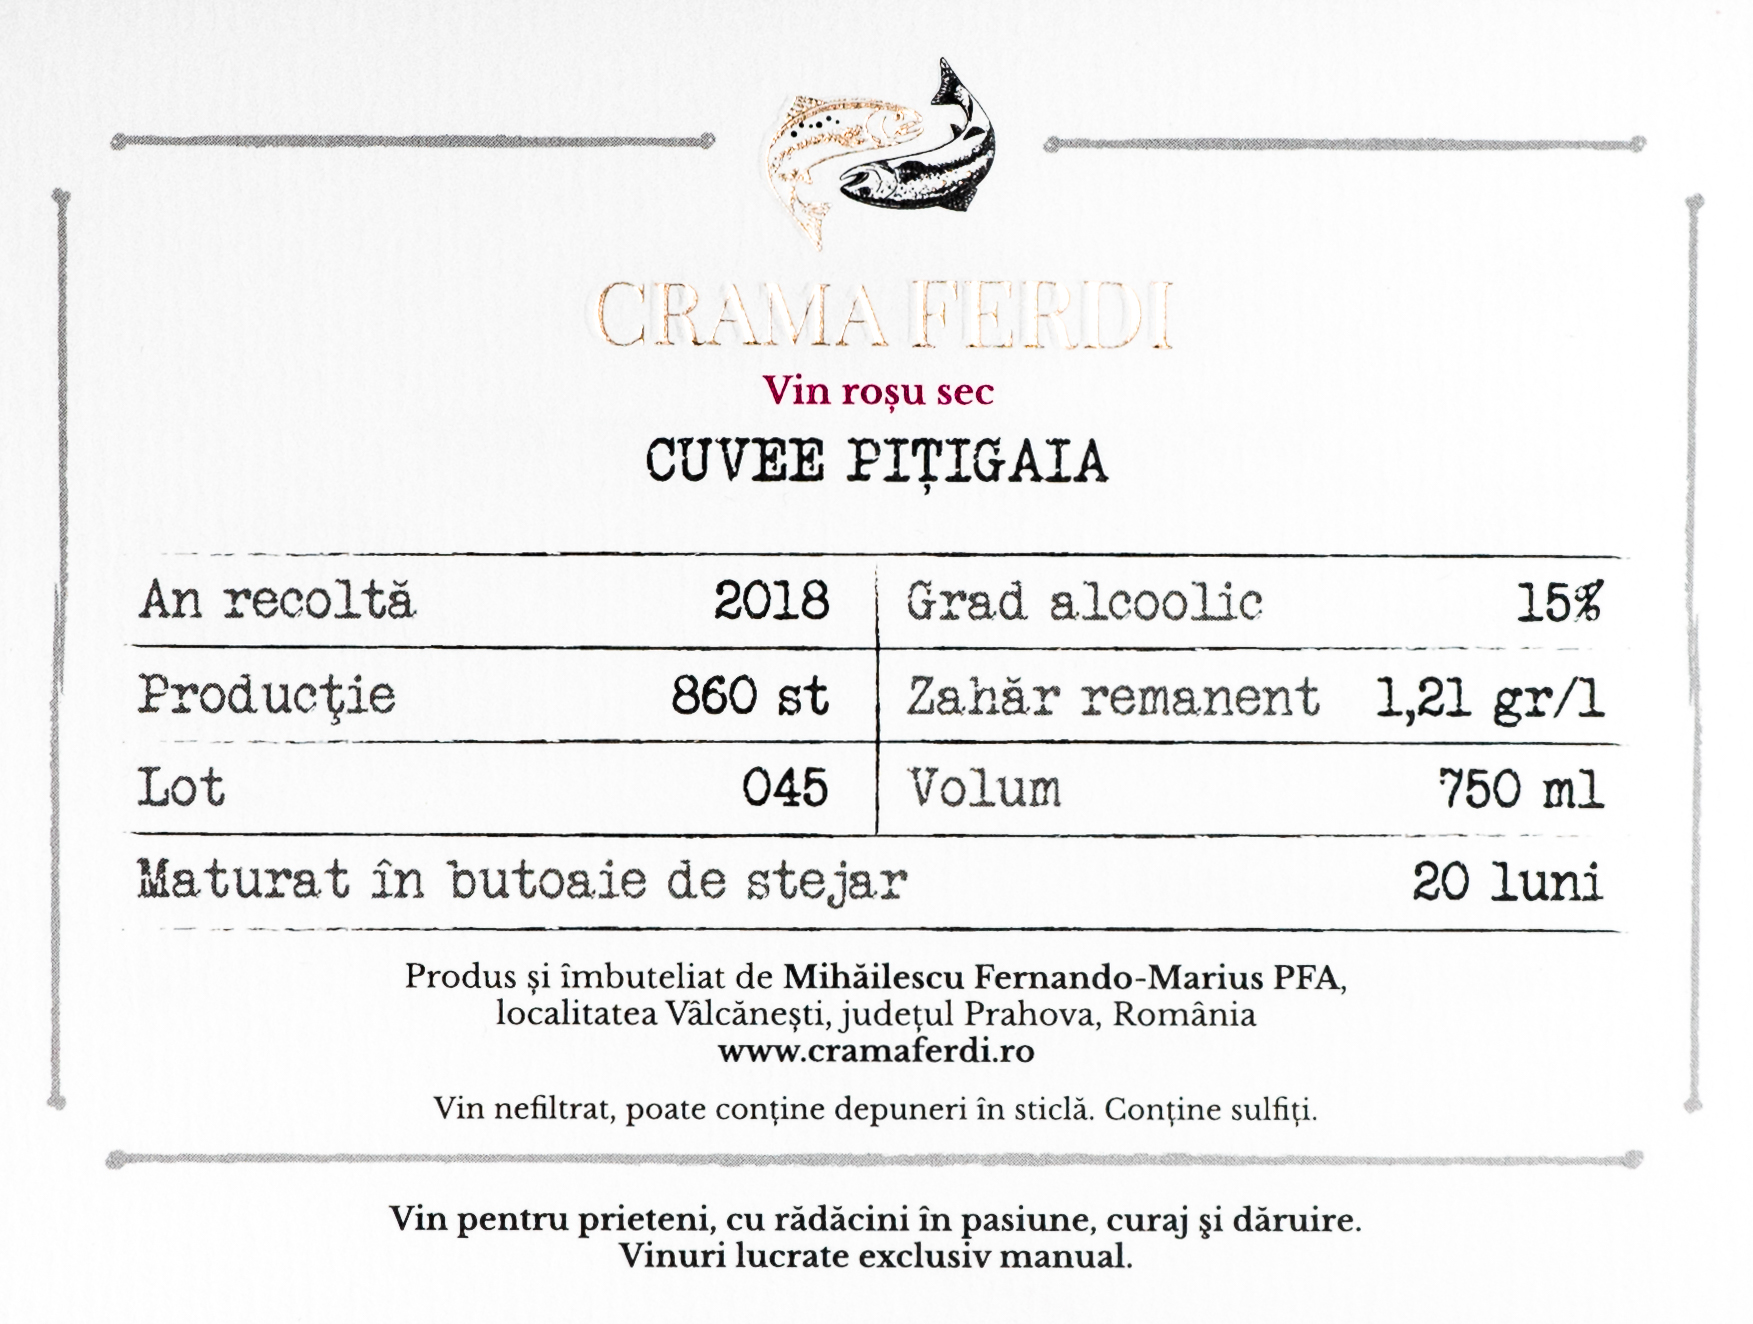 CRAMA FERDI
Vin roșu sec
CUVEE PIȚIGAIA
An recoltă 2018 Grad alcoolic 15%
Producţie 860 st Zahăr remanent 1,21 gr/l
Lot 045 Volum 750 ml
Maturat în butoaie de stejar 20 luni
Produs și îmbuteliat de Mihăilescu Fernando-Marius PFA,
localitatea Vâlcănești, județul Prahova, România
www.cramaferdi.ro
Vin nefiltrat, poate conține depuneri în sticlă. Conține sulfiți.
Vin pentru prieteni, cu rădăcini în pasiune, curaj şi dăruire.
Vinuri lucrate exclusiv manual.